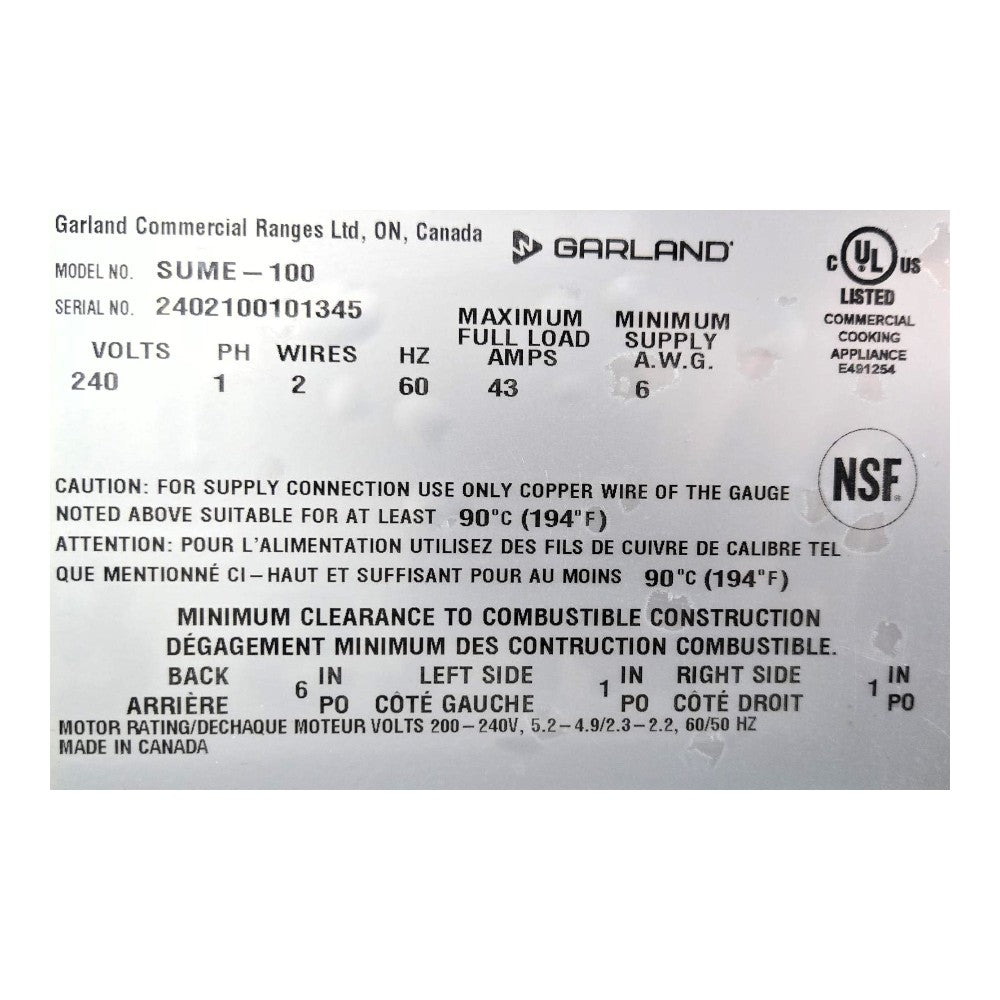 Garland Commercial Ranges Ltd, ON, Canada
GARLAND
MODEL NO. SUME-100
SERIAL NO. 2402100101345
C UL US
LISTED
COMMERCIAL
COOKING
APPLIANCE
E491254
VOLTS PH WIRES HZ MAXIMUM FULL LOAD AMPS MINIMUM SUPPLY A.W.G.
240 1 2 60 43 6
NSF
CAUTION: FOR SUPPLY CONNECTION USE ONLY COPPER WIRE OF THE GAUGE
NOTED ABOVE SUITABLE FOR AT LEAST 90°C (194°F)
ATTENTION: POUR L'ALIMENTATION UTILISEZ DES FILS DE CUIVRE DE CALIBRE TEL
QUE MENTIONNÉ CI-HAUT ET SUFFISANT POUR AU MOINS 90°C (194°F)
MINIMUM CLEARANCE TO COMBUSTIBLE CONSTRUCTION
DÉGAGEMENT MINIMUM DES CONTRUCTION COMBUSTIBLE.
BACK 6 IN LEFT SIDE 1 IN RIGHT SIDE 1 IN
ARRIÈRE PO CÔTÉ GAUCHE PO CÔTÉ DROIT PO
MOTOR RATING/DECHAQUE MOTEUR VOLTS 200-240V, 5.2-4.9/2.3-2.2, 60/50 HZ
MADE IN CANADA